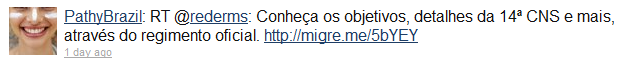 PathyBrazil: RT @rederms: Conheça os objetivos, detalhes da 14ª CNS e mais,
através do regimento oficial. http://migre.me/5bYEY
1 day ago